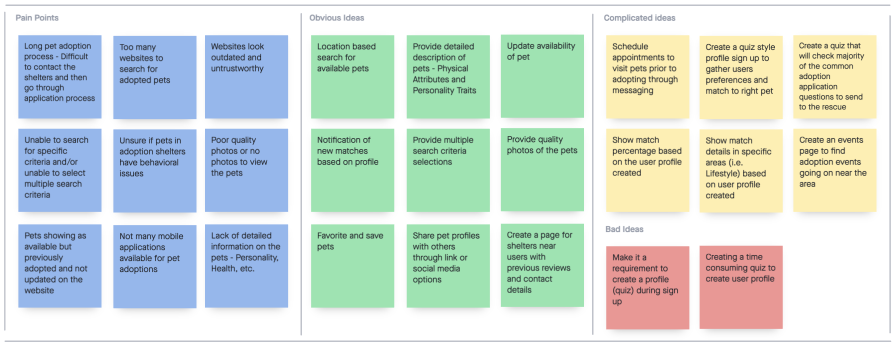 Pain Points
Long pet adoption
process - Difficult
to contact the
shelters and then
go through
application process
Too many
websites to
search for
adopted pets
Websites look
outdated and
untrustworthy
Unable to search
for specific
criteria and/or
unable to select
multiple search
criteria
Unsure if pets in
adoption shelters
have behavioral
issues
Poor quality
photos or no
photos to view
the pets
Pets showing as
available but
previously
adopted and not
updated on the
website
Not many mobile
applications
available for pet
adoptions
Lack of detailed
information on the
pets - Personality,
Health, etc.
Obvious Ideas
Location based
search for
available pets
Provide detailed
description of
pets - Physical
Attributes and
Personality Traits
Update availability
of pet
Notification of
new matches
based on profile
Provide multiple
search criteria
selections
Provide quality
photos of the pets
Favorite and save
pets
Share pet profiles
with others
through link or
social media
options
Create a page for
shelters near
users with
previous reviews
and contact
details
Complicated ideas
Schedule
appointments to
visit pets prior to
adopting through
messaging
Create a quiz style
profile sign up to
gather users
preferences and
match to right pet
Create a quiz that
will check majority
of the common
adoption
application
questions to send
to the rescue
Show match
percentage based
on the user profile
created
Show match
details in specific
areas (i.e.
Lifestyle) based
on user profile
created
Create an events
page to find
adoption events
going on near the
area
Bad Ideas
Make it a
requirement to
create a profile
(quiz) during sign
up
Creating a time
consuming quiz to
create user profile